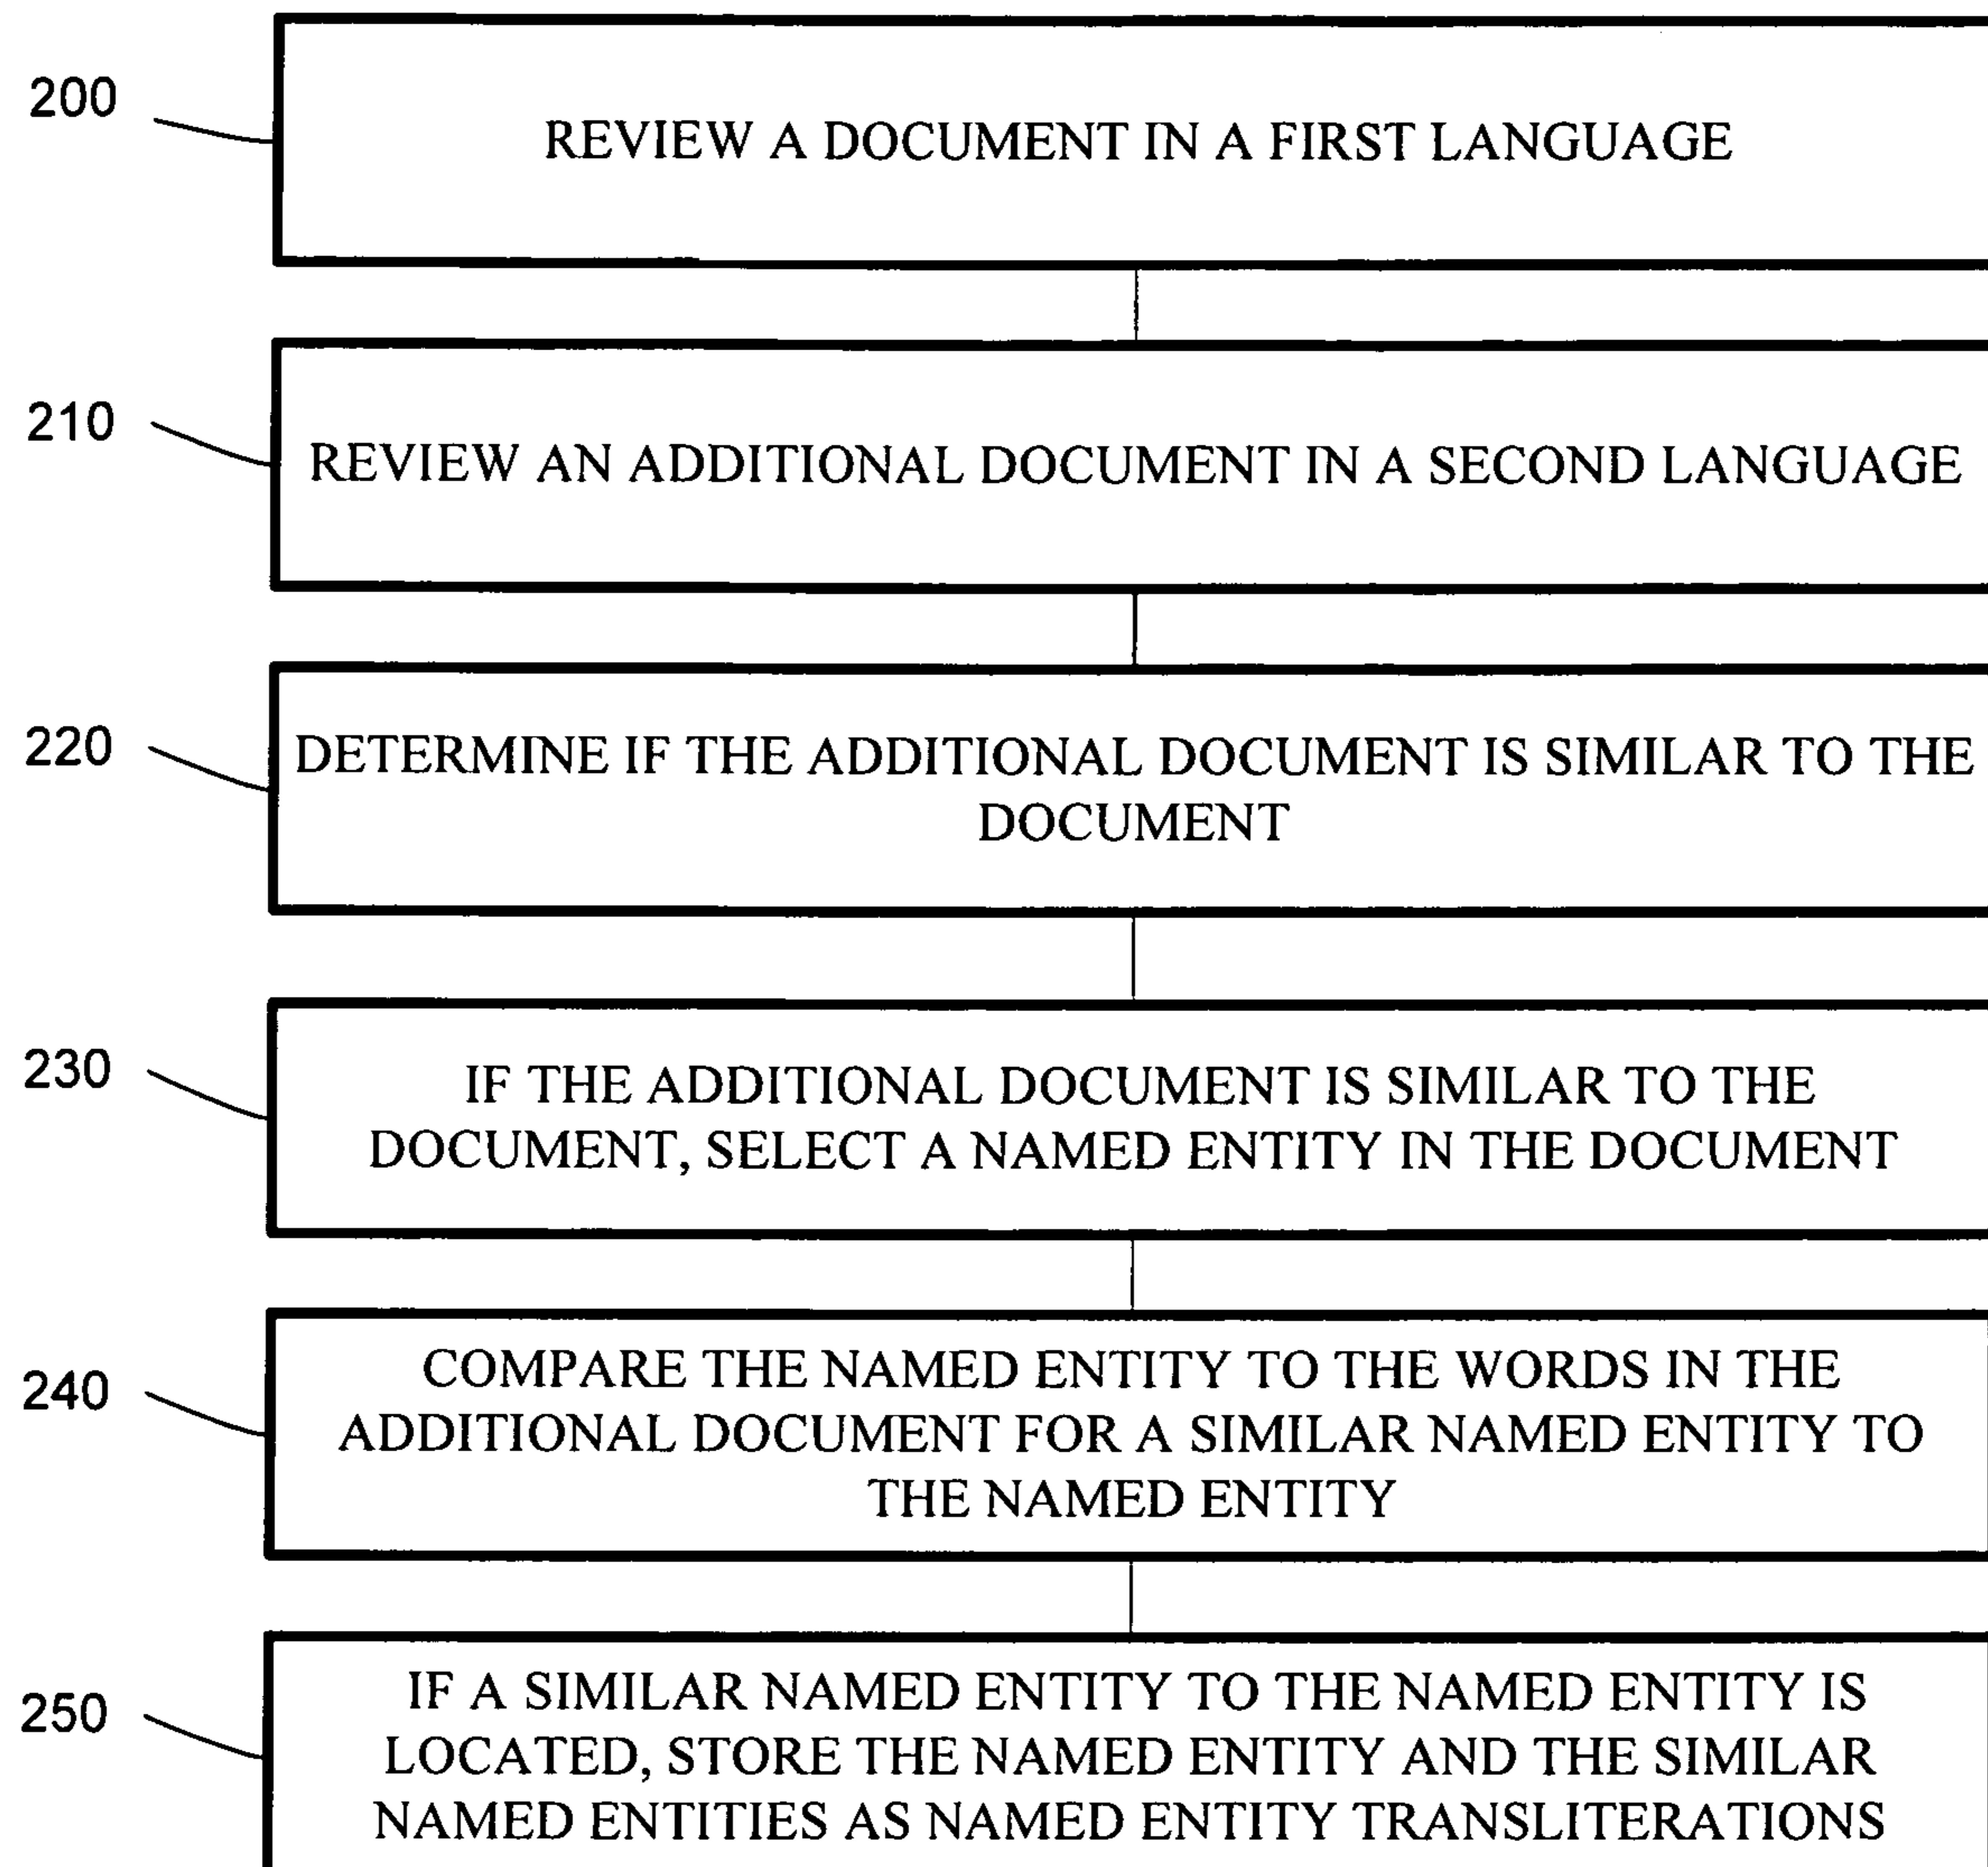 200
REVIEW A DOCUMENT IN A FIRST LANGUAGE
210
REVIEW AN ADDITIONAL DOCUMENT IN A SECOND LANGUAGE
220
DETERMINE IF THE ADDITIONAL DOCUMENT IS SIMILAR TO THE
DOCUMENT
230
IF THE ADDITIONAL DOCUMENT IS SIMILAR TO THE
DOCUMENT, SELECT A NAMED ENTITY IN THE DOCUMENT
240
COMPARE THE NAMED ENTITY TO THE WORDS IN THE
ADDITIONAL DOCUMENT FOR A SIMILAR NAMED ENTITY TO
THE NAMED ENTITY
250
IF A SIMILAR NAMED ENTITY TO THE NAMED ENTITY IS
LOCATED, STORE THE NAMED ENTITY AND THE SIMILAR
NAMED ENTITIES AS NAMED ENTITY TRANSLITERATIONS